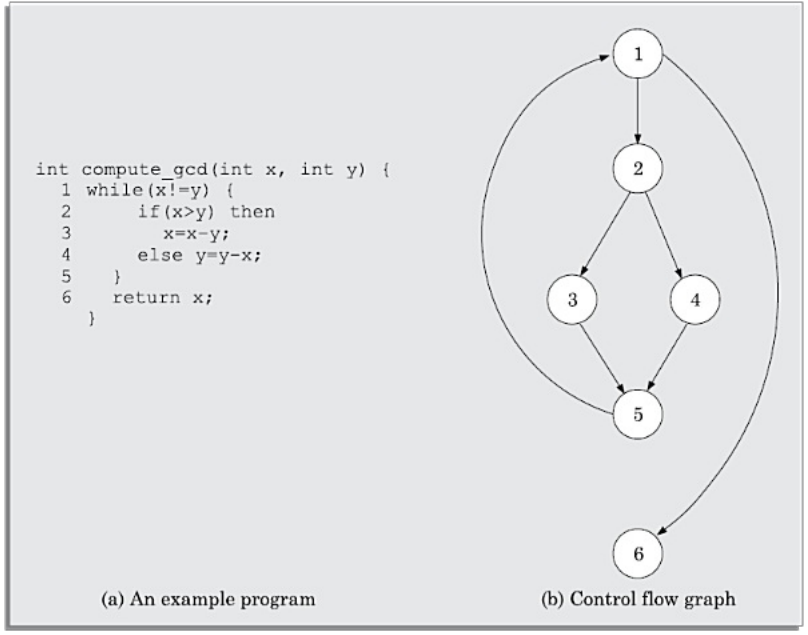 int compute_gcd(int x, int y) {
1 while(x!=y) {
2 if(x>y) then
3 x=x-y;
4 else y=y-x;
5 }
6 return x;
}
(a) An example program
1
2
3 4
5
6
(b) Control flow graph